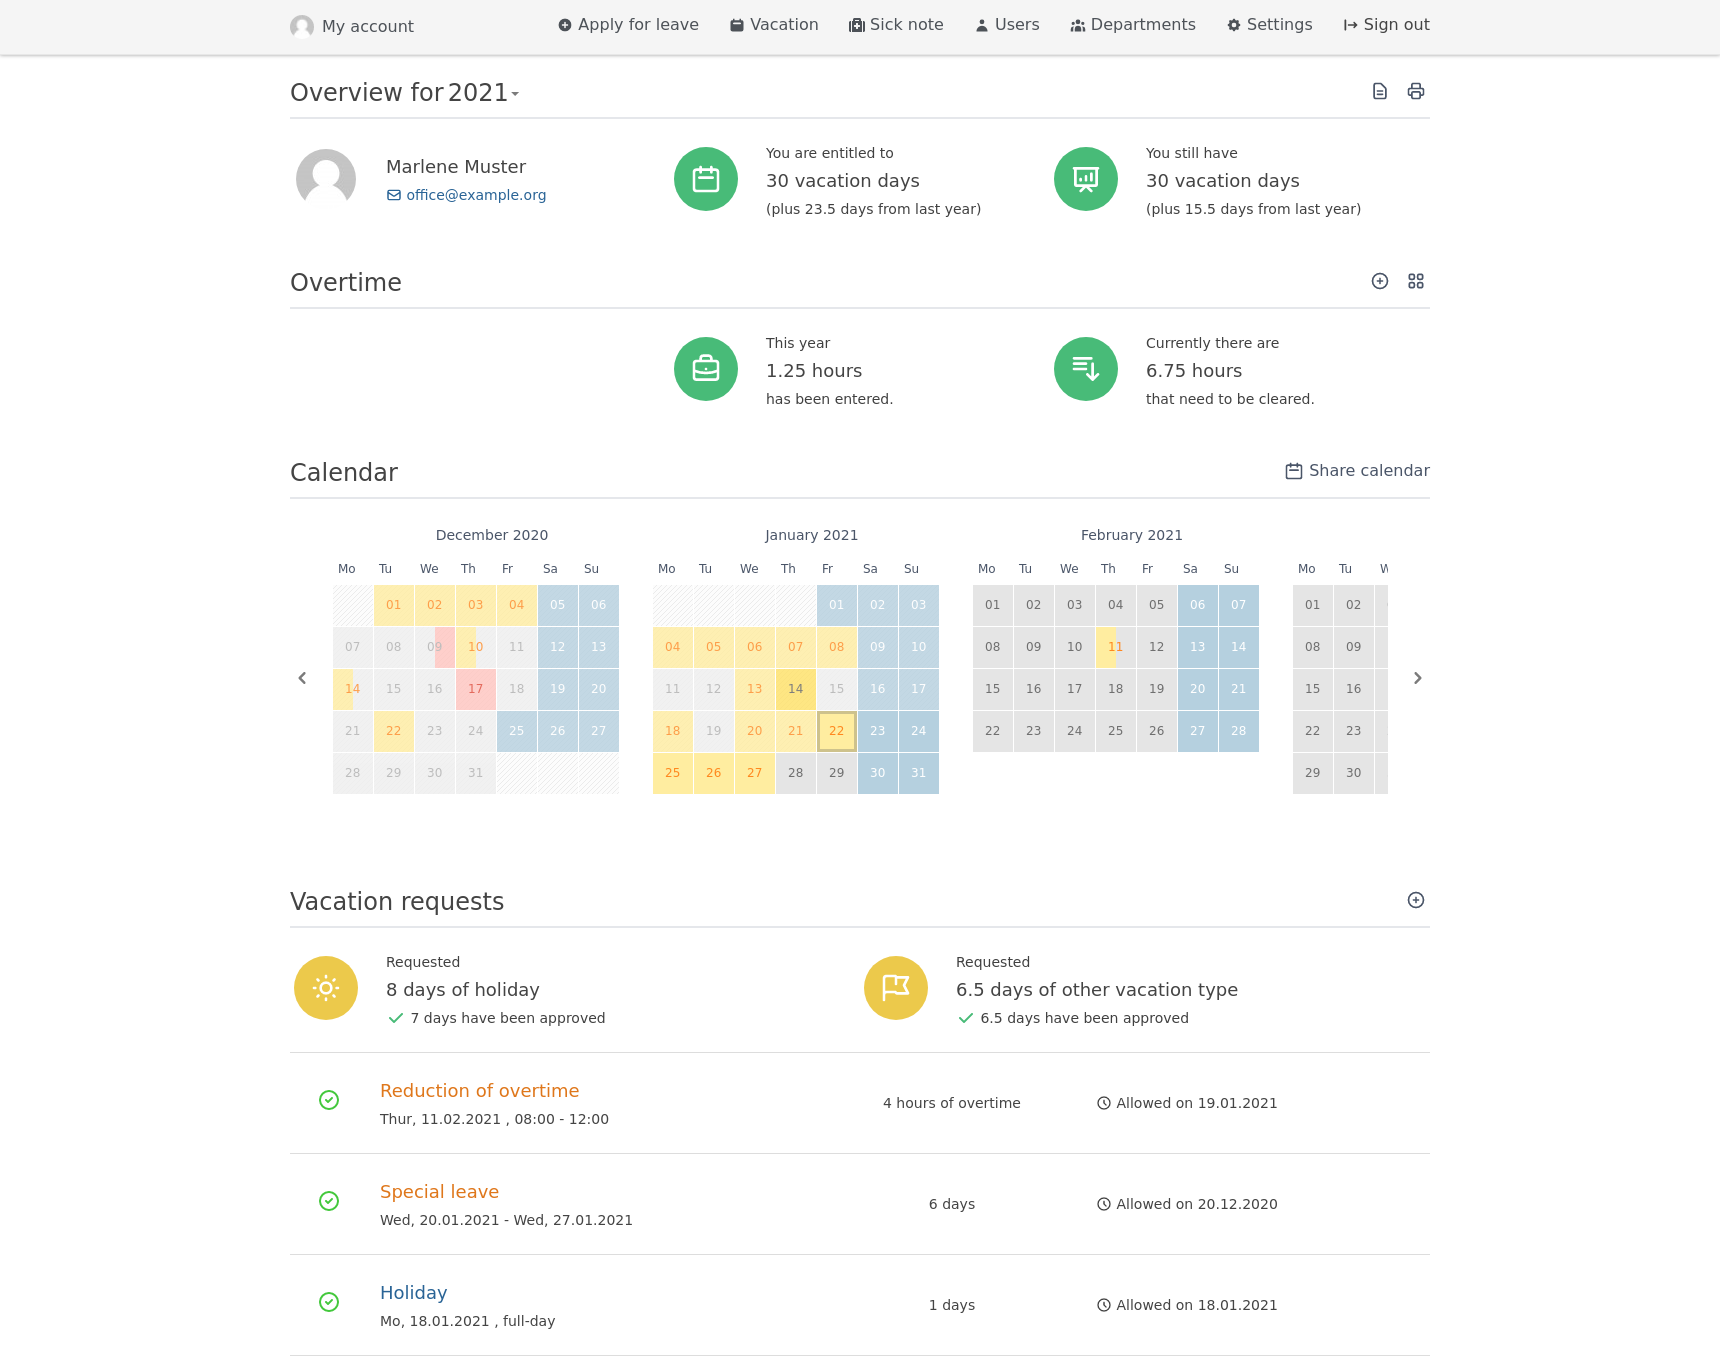 My account Apply for leave Vacation Sick note Users Departments Settings Sign out
Overview for 2021
Marlene Muster
office@example.org
You are entitled to
30 vacation days
(plus 23.5 days from last year)
You still have
30 vacation days
(plus 15.5 days from last year)
Overtime
This year
1.25 hours
has been entered.
Currently there are
6.75 hours
that need to be cleared.
Calendar Share calendar
December 2020
Mo Tu We Th Fr Sa Su
01 02 03 04 05 06
07 08 09 10 11 12 13
14 15 16 17 18 19 20
21 22 23 24 25 26 27
28 29 30 31
January 2021
Mo Tu We Th Fr Sa Su
01 02 03
04 05 06 07 08 09 10
11 12 13 14 15 16 17
18 19 20 21 22 23 24
25 26 27 28 29 30 31
February 2021
Mo Tu We Th Fr Sa Su
01 02 03 04 05 06 07
08 09 10 11 12 13 14
15 16 17 18 19 20 21
22 23 24 25 26 27 28
Mo Tu
01 02
08 09
15 16
22 23
29 30
Vacation requests
Requested
8 days of holiday
7 days have been approved
Requested
6.5 days of other vacation type
6.5 days have been approved
Reduction of overtime
Thur, 11.02.2021 , 08:00 - 12:00
4 hours of overtime
Allowed on 19.01.2021
Special leave
Wed, 20.01.2021 - Wed, 27.01.2021
6 days
Allowed on 20.12.2020
Holiday
Mo, 18.01.2021 , full-day
1 days
Allowed on 18.01.2021